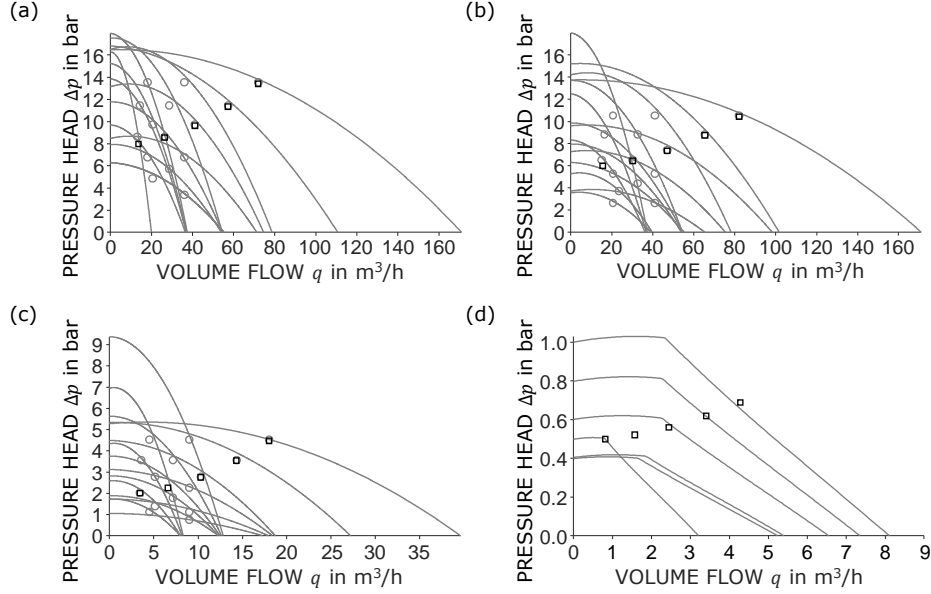 (a)
PRESSURE HEAD Δp in bar
16
14
12
10
8
6
4
2
0
0 20 40 60 80 100 120 140 160
VOLUME FLOW q in m³/h
(b)
PRESSURE HEAD Δp in bar
16
14
12
10
8
6
4
2
0
0 20 40 60 80 100 120 140 160
VOLUME FLOW q in m³/h
(c)
PRESSURE HEAD Δp in bar
9
8
7
6
5
4
3
2
1
0
0 5 10 15 20 25 30 35
VOLUME FLOW q in m³/h
(d)
PRESSURE HEAD Δp in bar
1.0
0.8
0.6
0.4
0.2
0.0
0 1 2 3 4 5 6 7 8 9
VOLUME FLOW q in m³/h